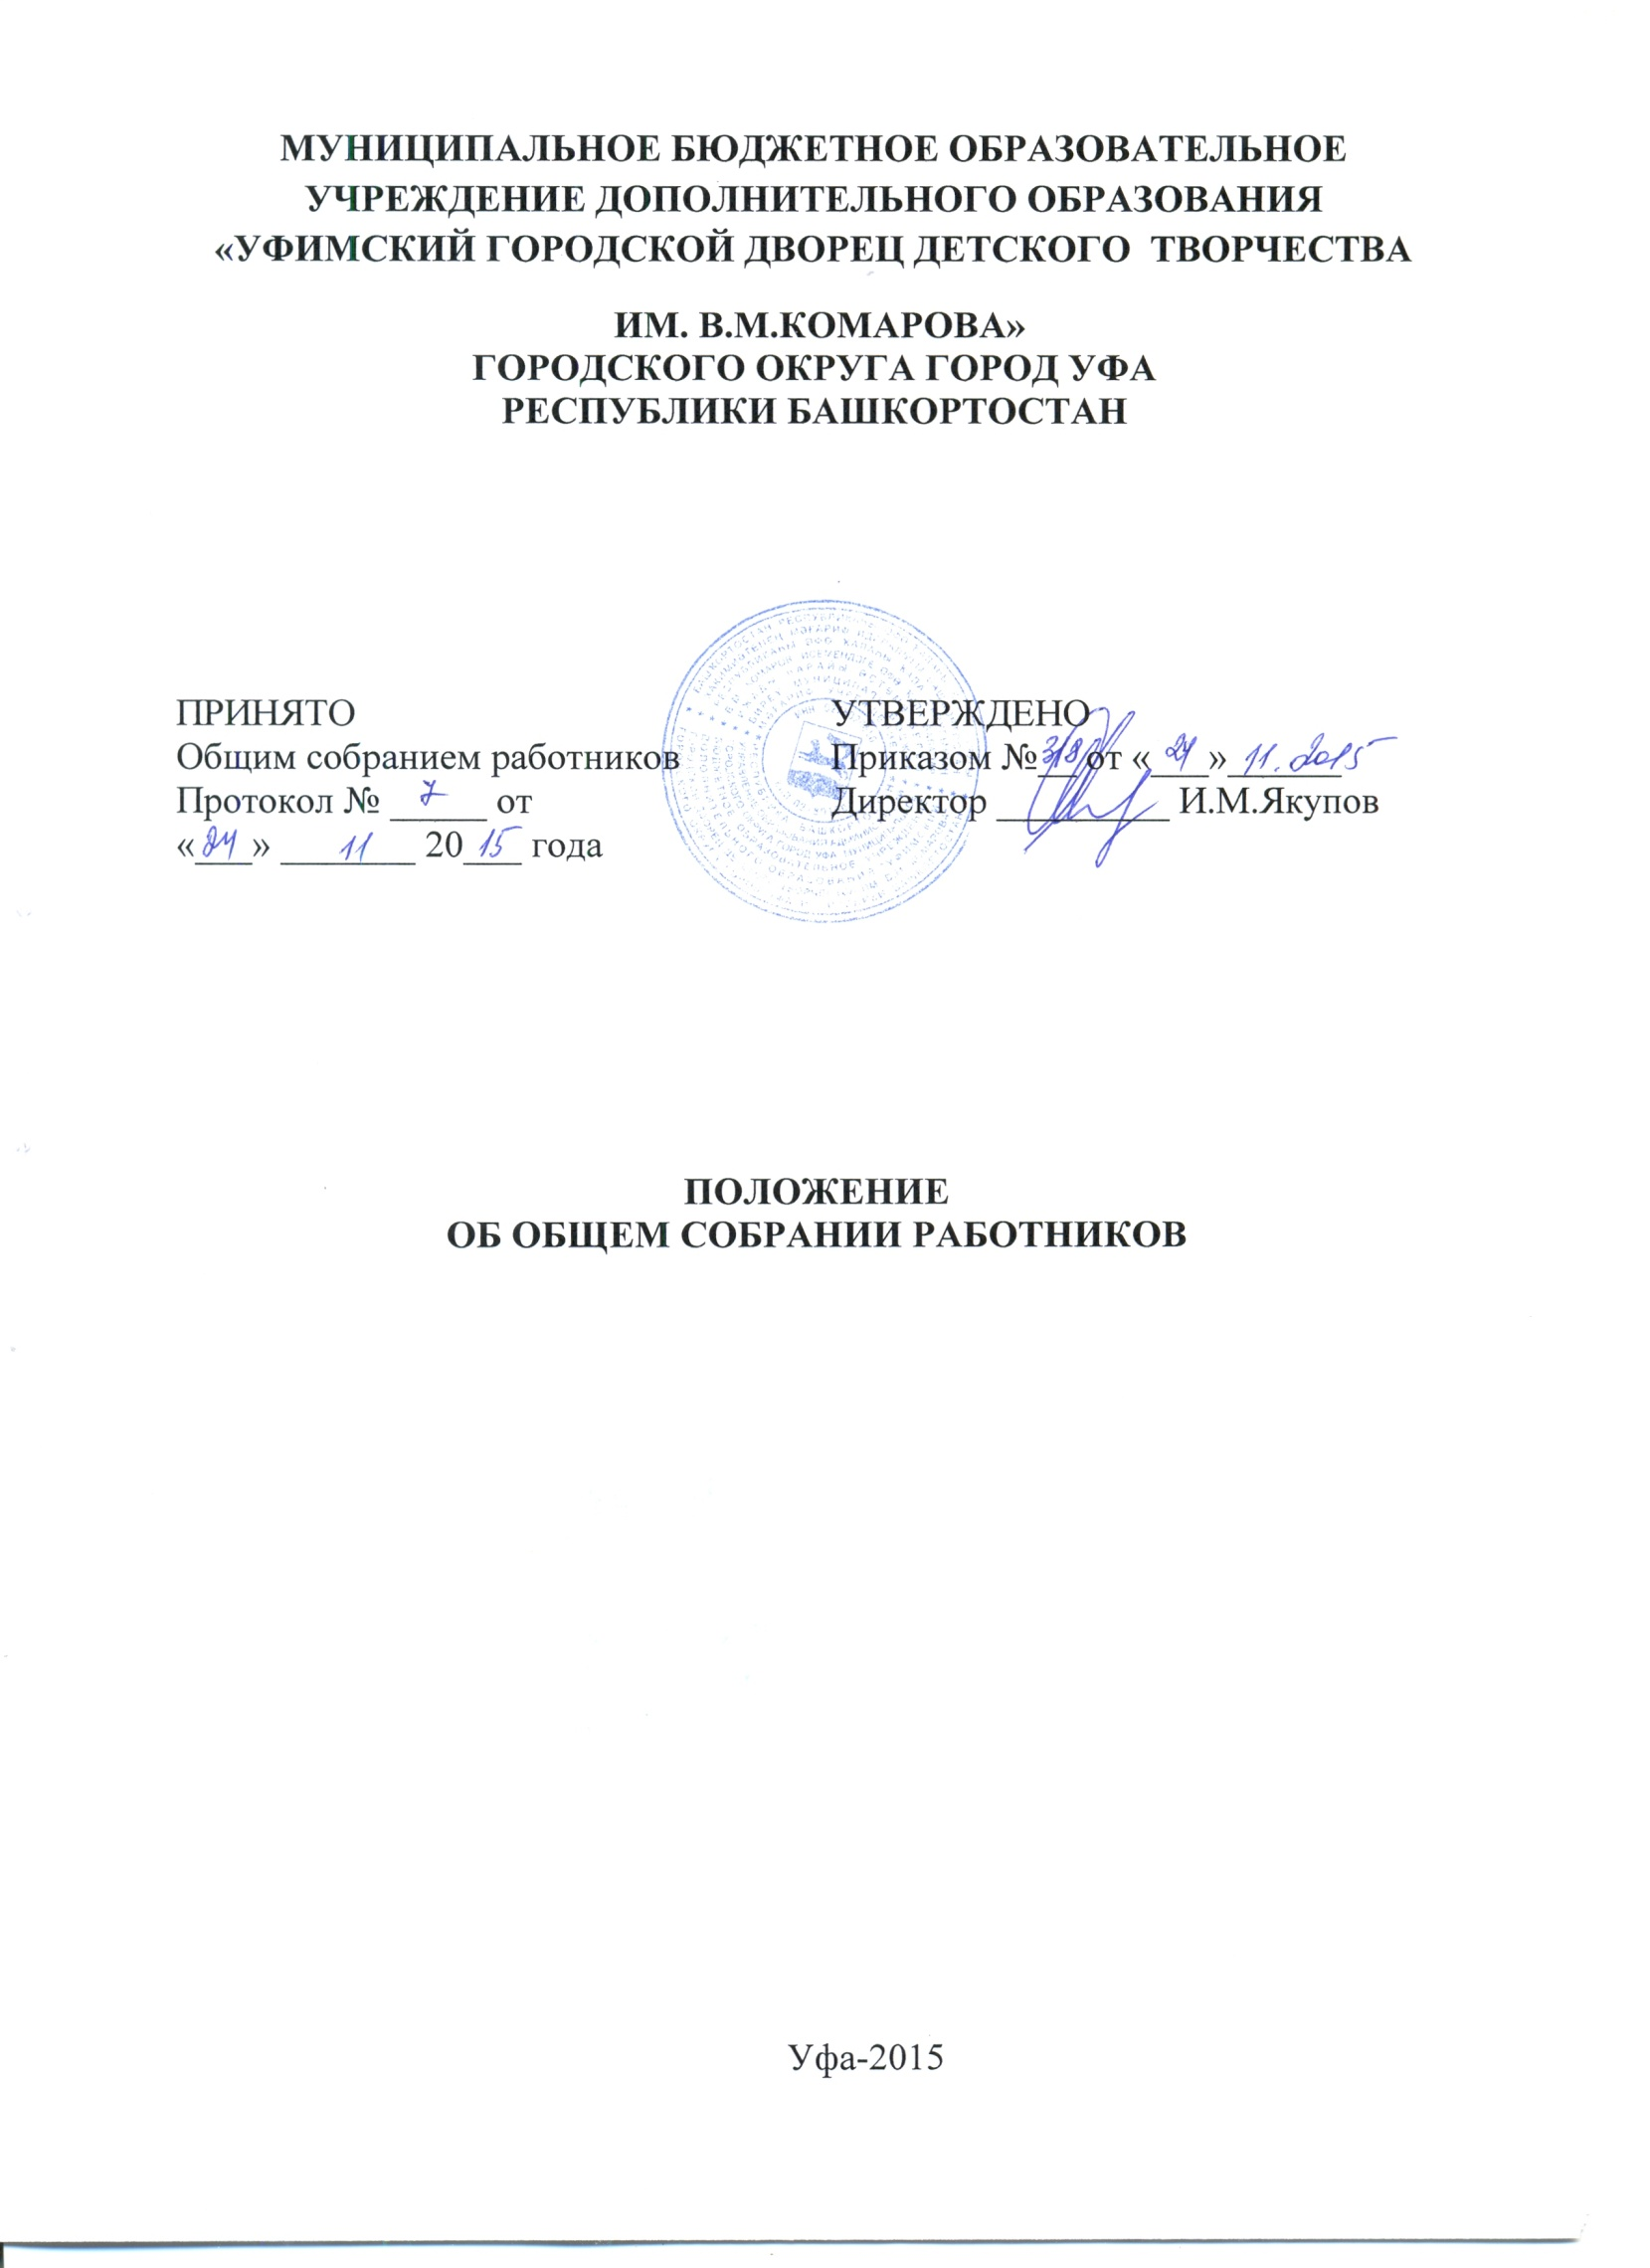 МУНИЦИПАЛЬНОЕ БЮДЖЕТНОЕ ОБРАЗОВАТЕЛЬНОЕ
УЧРЕЖДЕНИЕ ДОПОЛНИТЕЛЬНОГО ОБРАЗОВАНИЯ
«УФИМСКИЙ ГОРОДСКОЙ ДВОРЕЦ ДЕТСКОГО ТВОРЧЕСТВА
ИМ. В.М.КОМАРОВА»
ГОРОДСКОГО ОКРУГА ГОРОД УФА
РЕСПУБЛИКИ БАШКОРТОСТАН
ПРИНЯТО
Общим собранием работников
Протокол № 7 от
«24» 11 2015 года
УТВЕРЖДЕНО
Приказом № 318 от «24» 11.2015
Директор И.М.Якупов
ПОЛОЖЕНИЕ
ОБ ОБЩЕМ СОБРАНИИ РАБОТНИКОВ
Уфа-2015